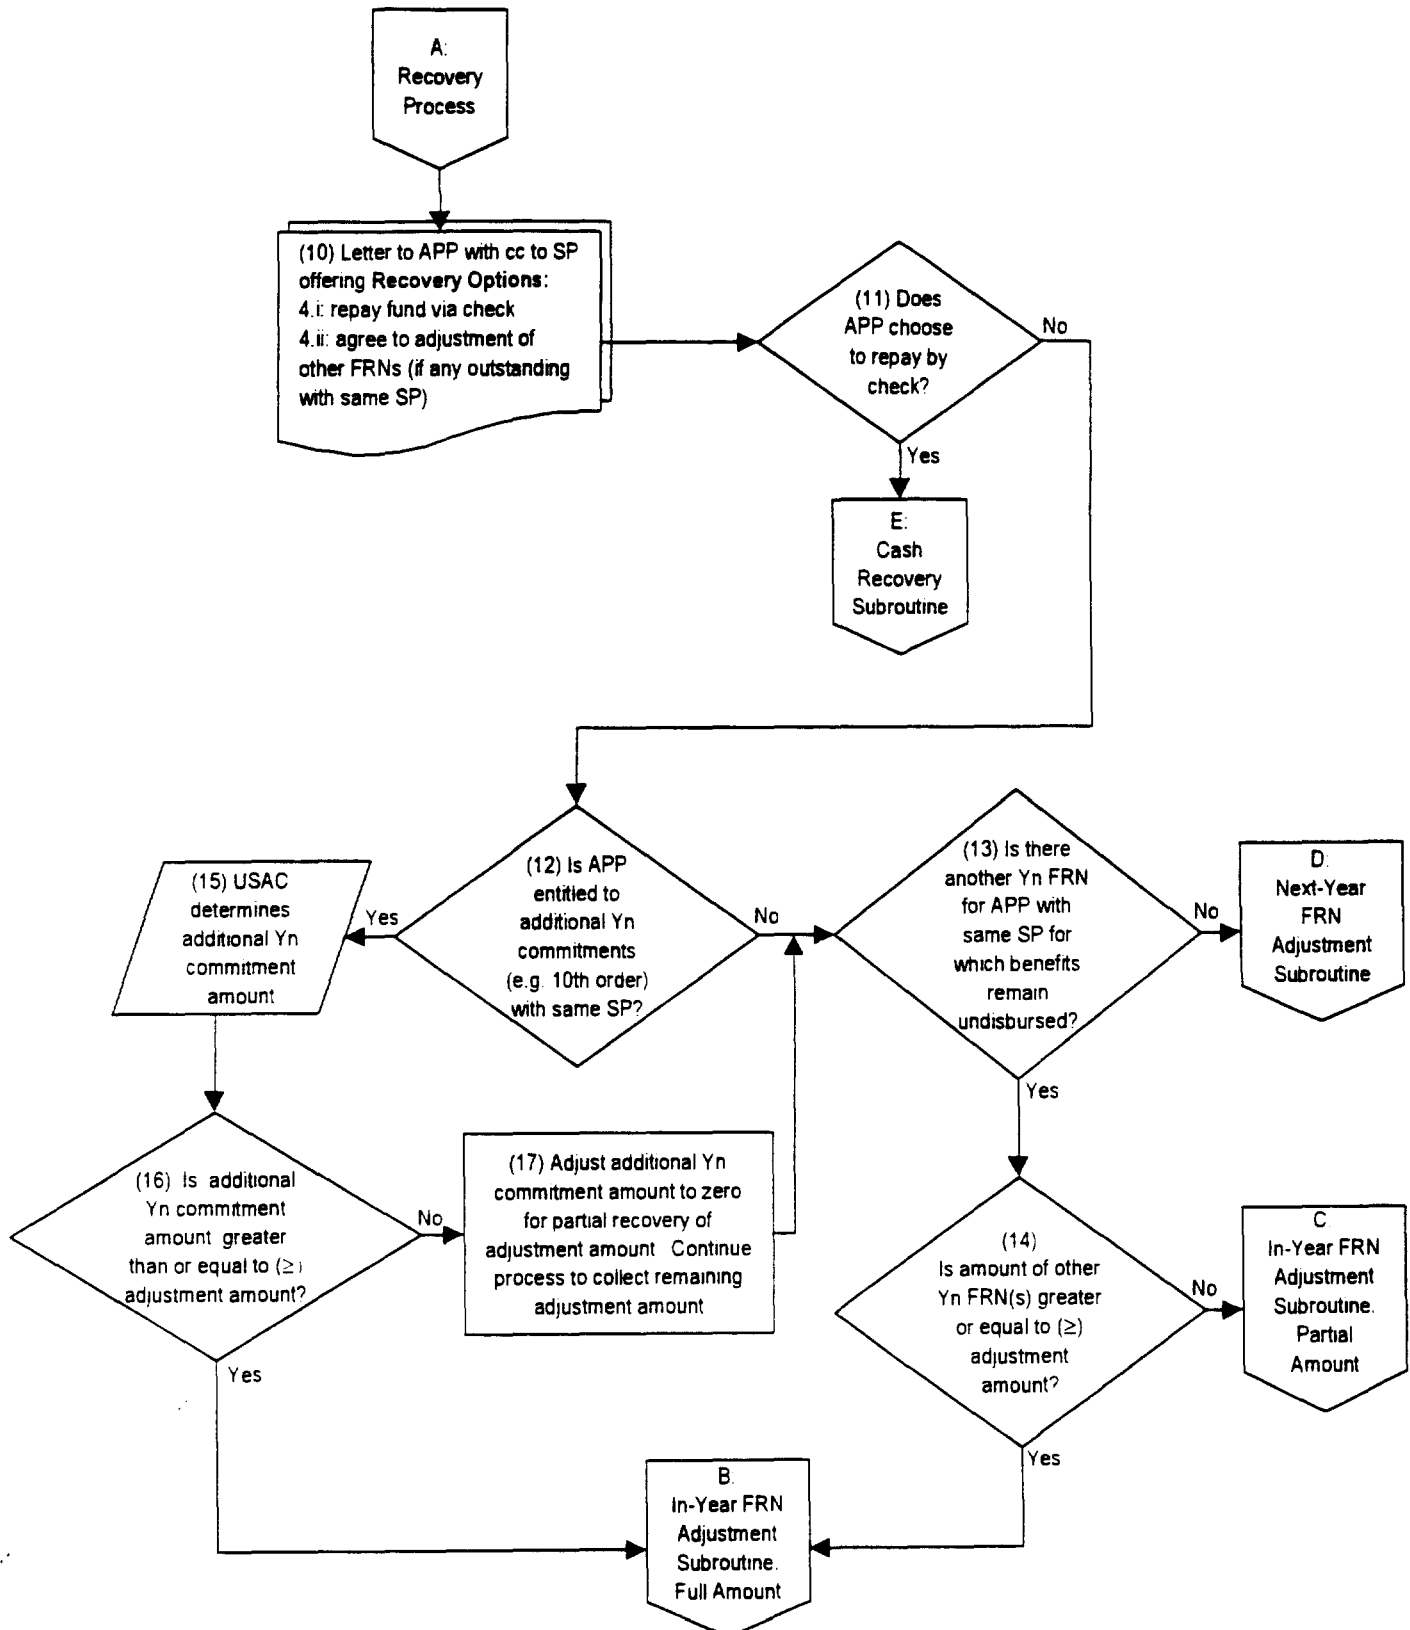 A:
Recovery
Process
(10) Letter to APP with cc to SP
offering Recovery Options:
4.i: repay fund via check
4.ii: agree to adjustment of
other FRNs (if any outstanding
with same SP)
(11) Does
APP choose
to repay by
check?
No
Yes
E:
Cash
Recovery
Subroutine
(12) Is APP
entitled to
additional Yn
commitments
(e.g. 10th order)
with same SP?
Yes
No
(15) USAC
determines
additional Yn
commitment
amount
(13) Is there
another Yn FRN
for APP with
same SP for
which benefits
remain
undisbursed?
No
Yes
D:
Next-Year
FRN
Adjustment
Subroutine
(16) Is additional
Yn commitment
amount greater
than or equal to (≥)
adjustment amount?
No
Yes
(17) Adjust additional Yn
commitment amount to zero
for partial recovery of
adjustment amount Continue
process to collect remaining
adjustment amount
(14)
Is amount of other
Yn FRN(s) greater
or equal to (≥)
adjustment
amount?
No
Yes
C:
In-Year FRN
Adjustment
Subroutine.
Partial
Amount
B:
In-Year FRN
Adjustment
Subroutine.
Full Amount